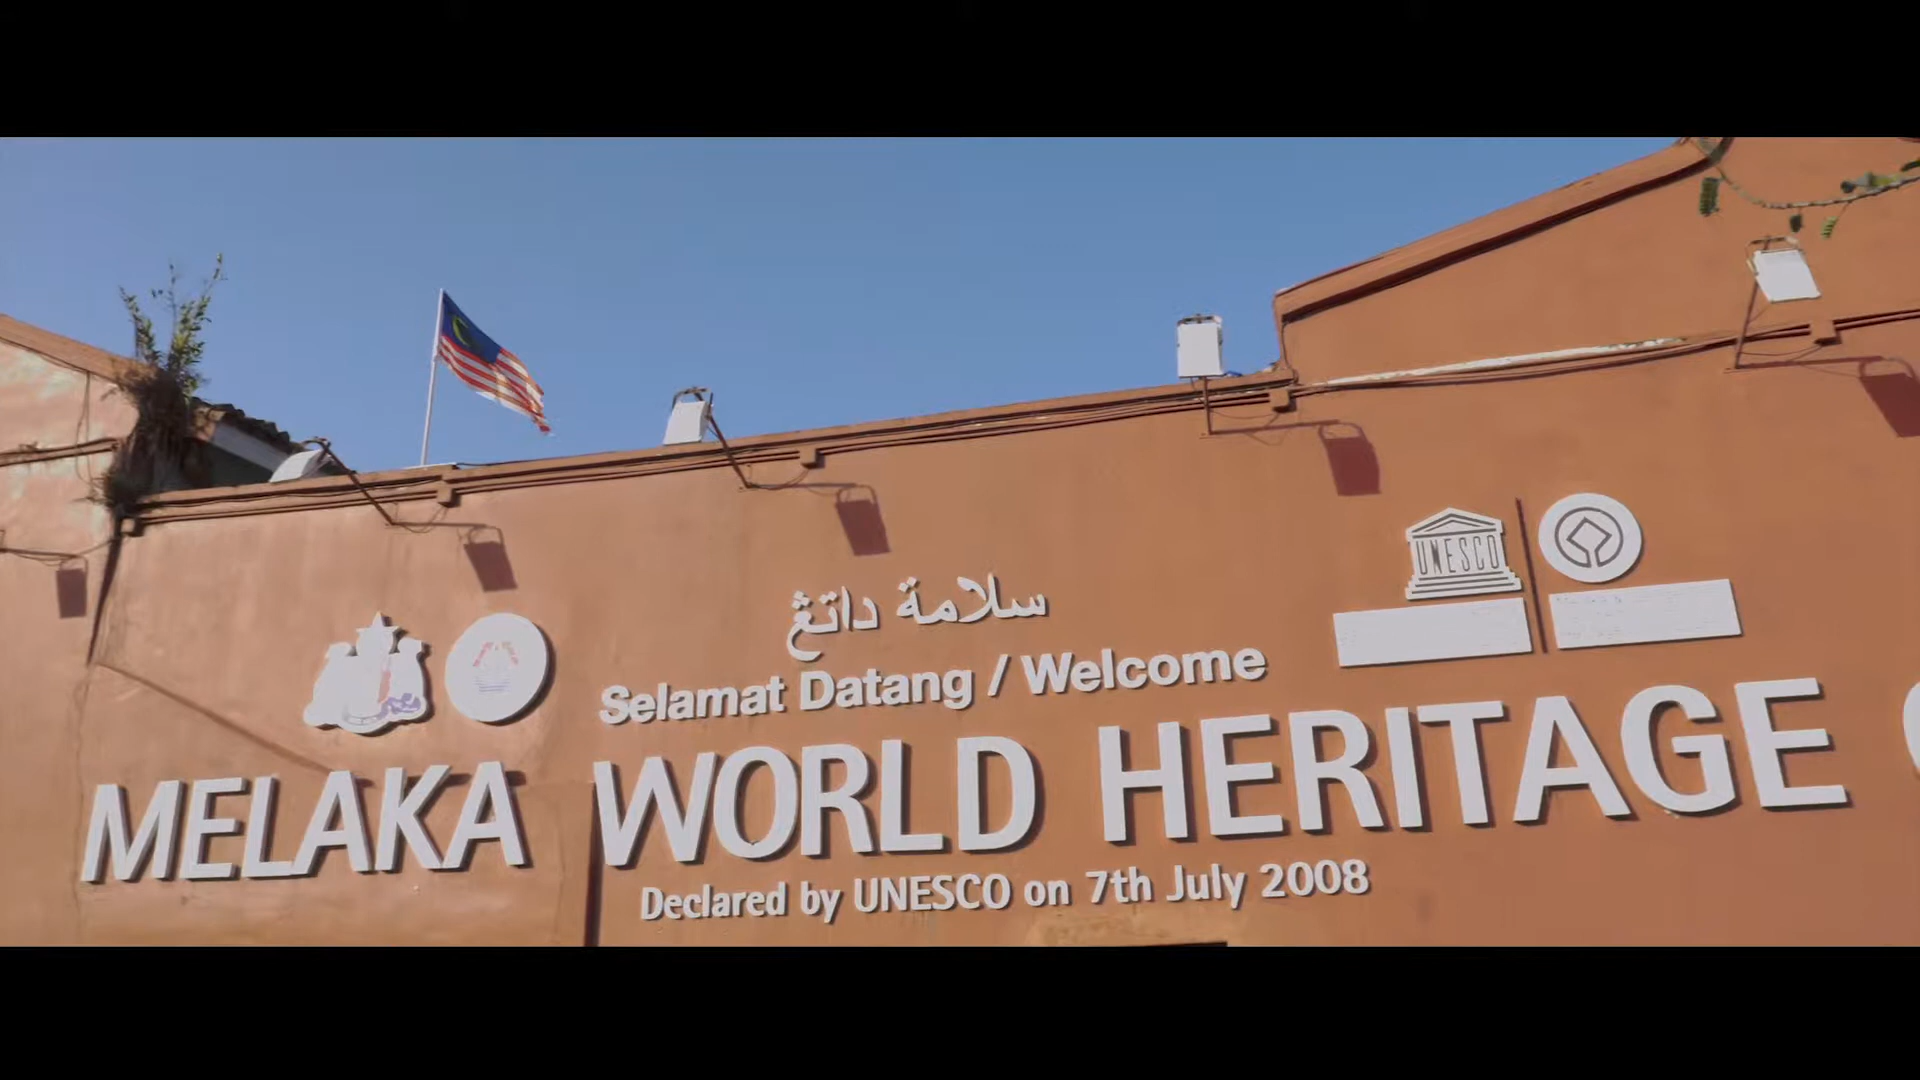 UNESCO
سلامة داتڠ
Selamat Datang / Welcome
MELAKA WORLD HERITAGE
Declared by UNESCO on 7th July 2008